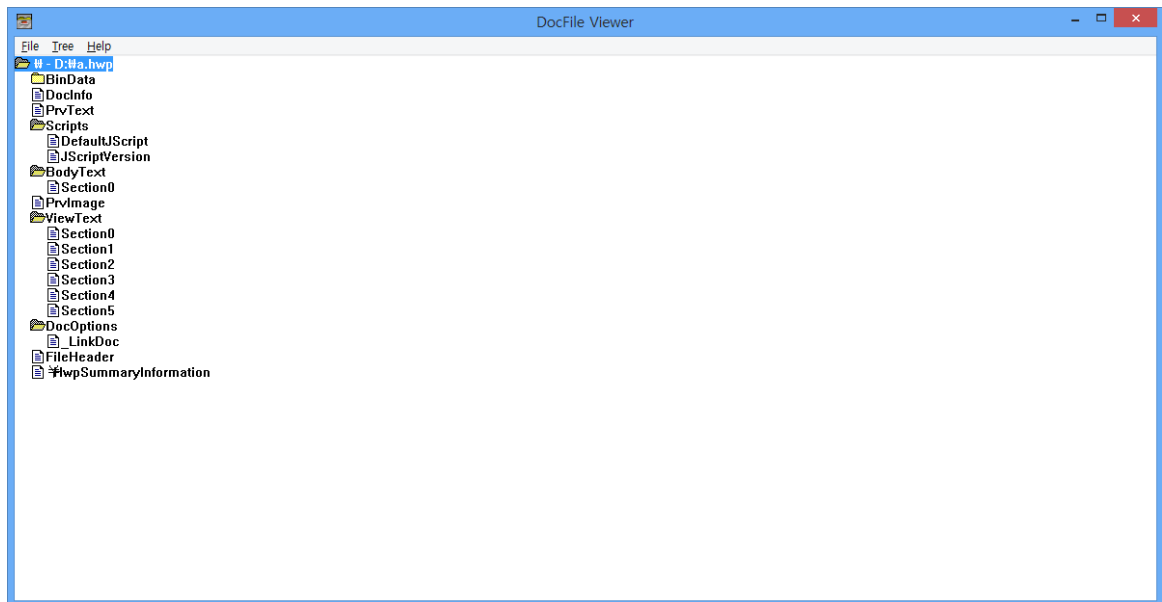 DocFile Viewer
File Tree Help
₩ - D:₩a.hwp
BinData
DocInfo
PrvText
Scripts
DefaultJScript
JScriptVersion
BodyText
Section0
PrvImage
ViewText
Section0
Section1
Section2
Section3
Section4
Section5
DocOptions
_LinkDoc
FileHeader
HwpSummaryInformation